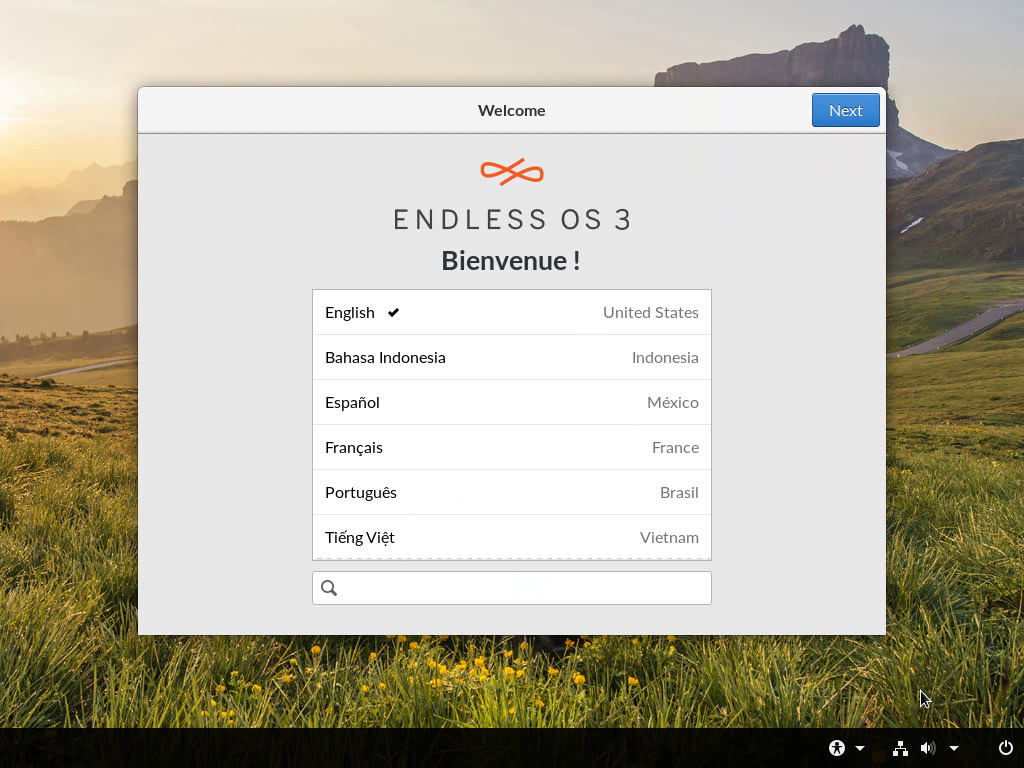 Welcome
Next
ENDLESS OS 3
Bienvenue !
English United States
Bahasa Indonesia Indonesia
Español México
Français France
Português Brasil
Tiếng Việt Vietnam